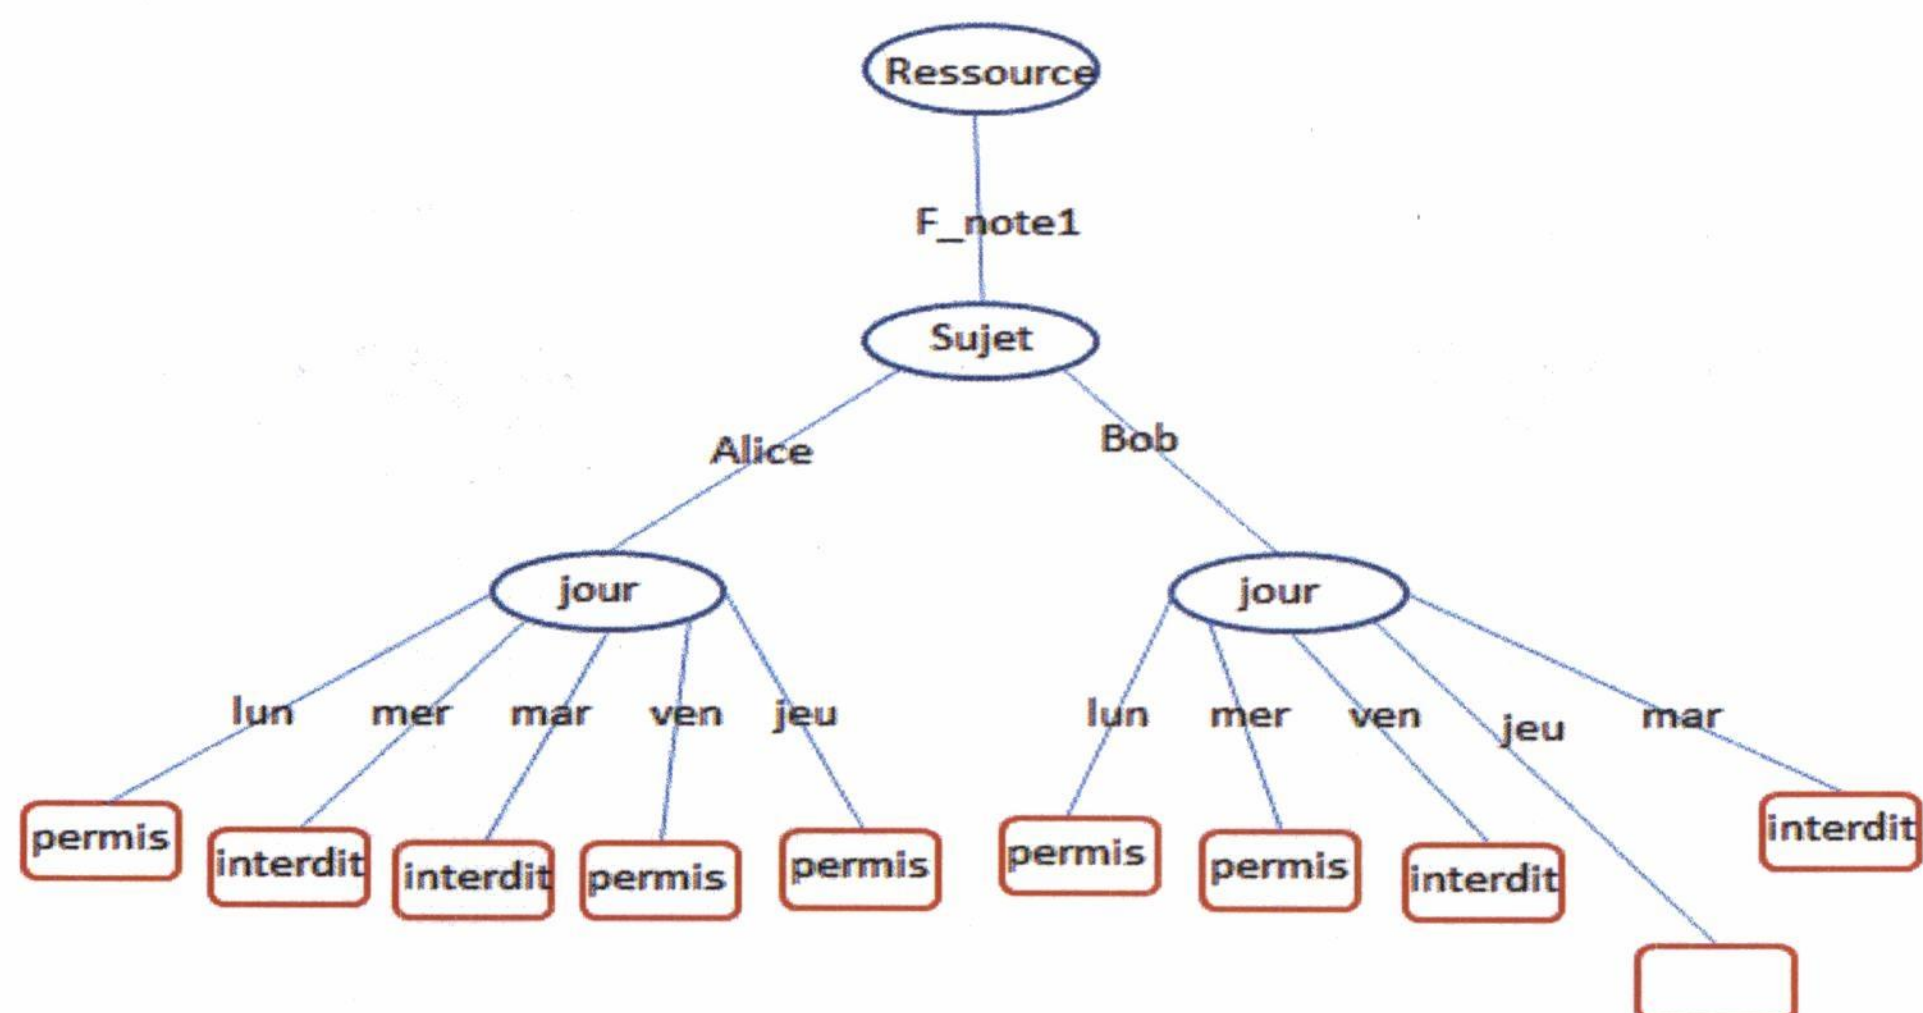 Ressource
F_note1
Sujet
Alice
Bob
jour
jour
lun
mer
mar
ven
jeu
lun
mer
ven
jeu
mar
permis
interdit
interdit
permis
permis
permis
permis
interdit
interdit